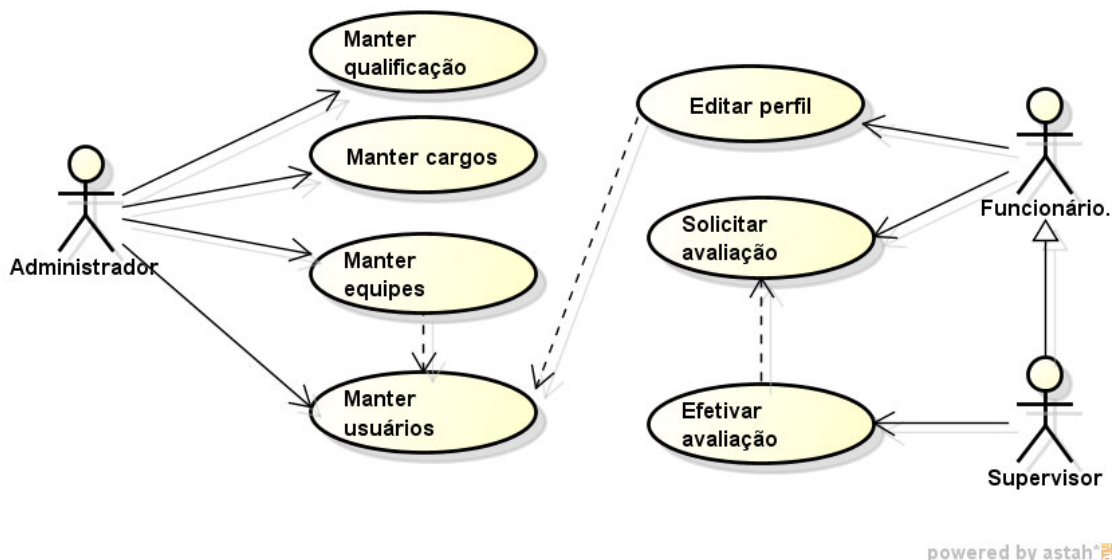 Manter
qualificação
Manter cargos
Manter
equipes
Manter
usuários
Administrador
Editar perfil
Solicitar
avaliação
Efetivar
avaliação
Funcionário.
Supervisor
powered by astah*